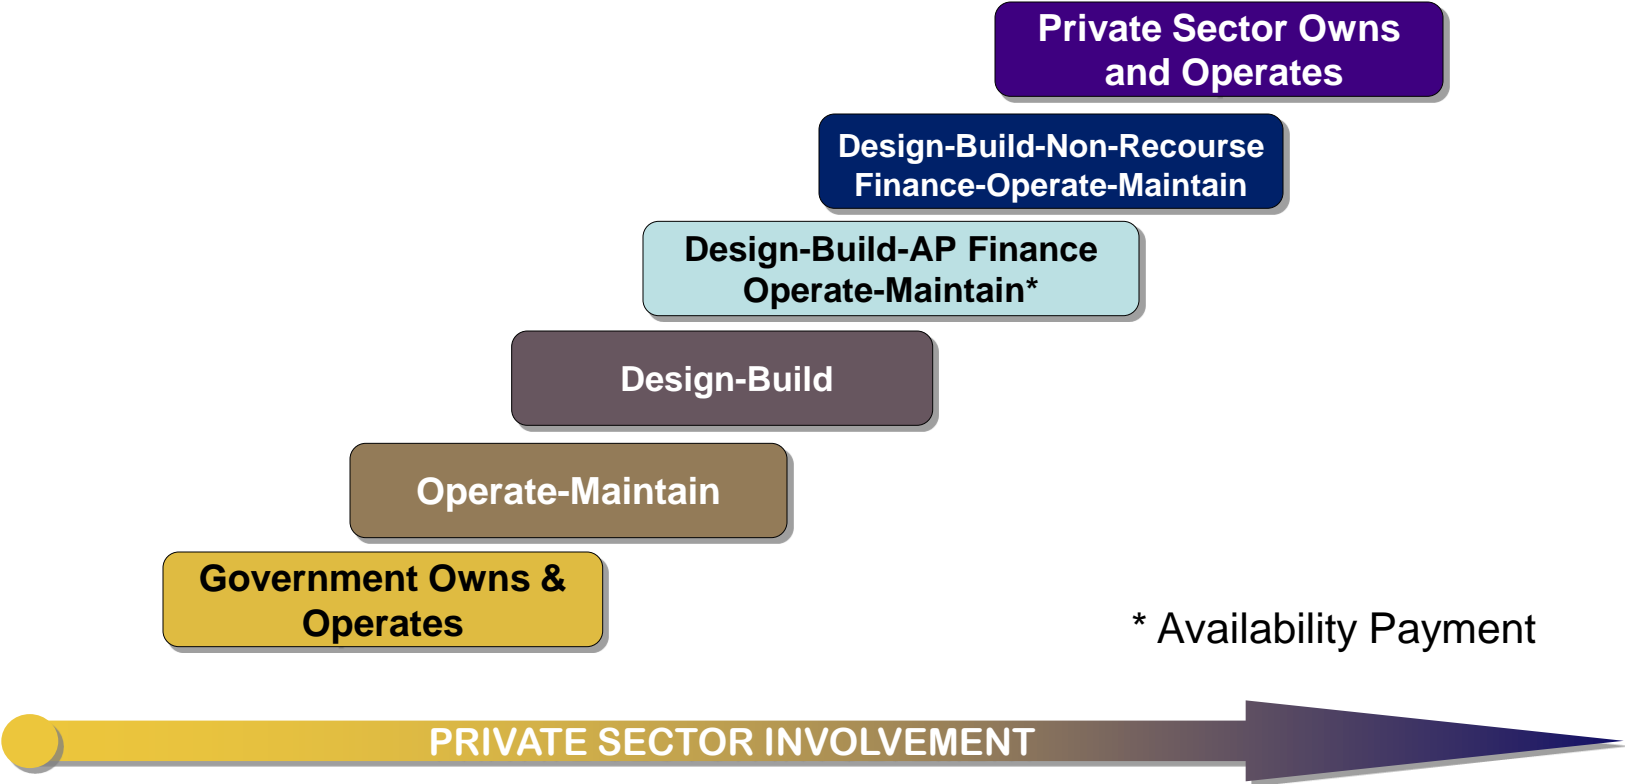 Private Sector Owns
and Operates
Design-Build-Non-Recourse
Finance-Operate-Maintain
Design-Build-AP Finance
Operate-Maintain*
Design-Build
Operate-Maintain
Government Owns &
Operates
* Availability Payment
PRIVATE SECTOR INVOLVEMENT